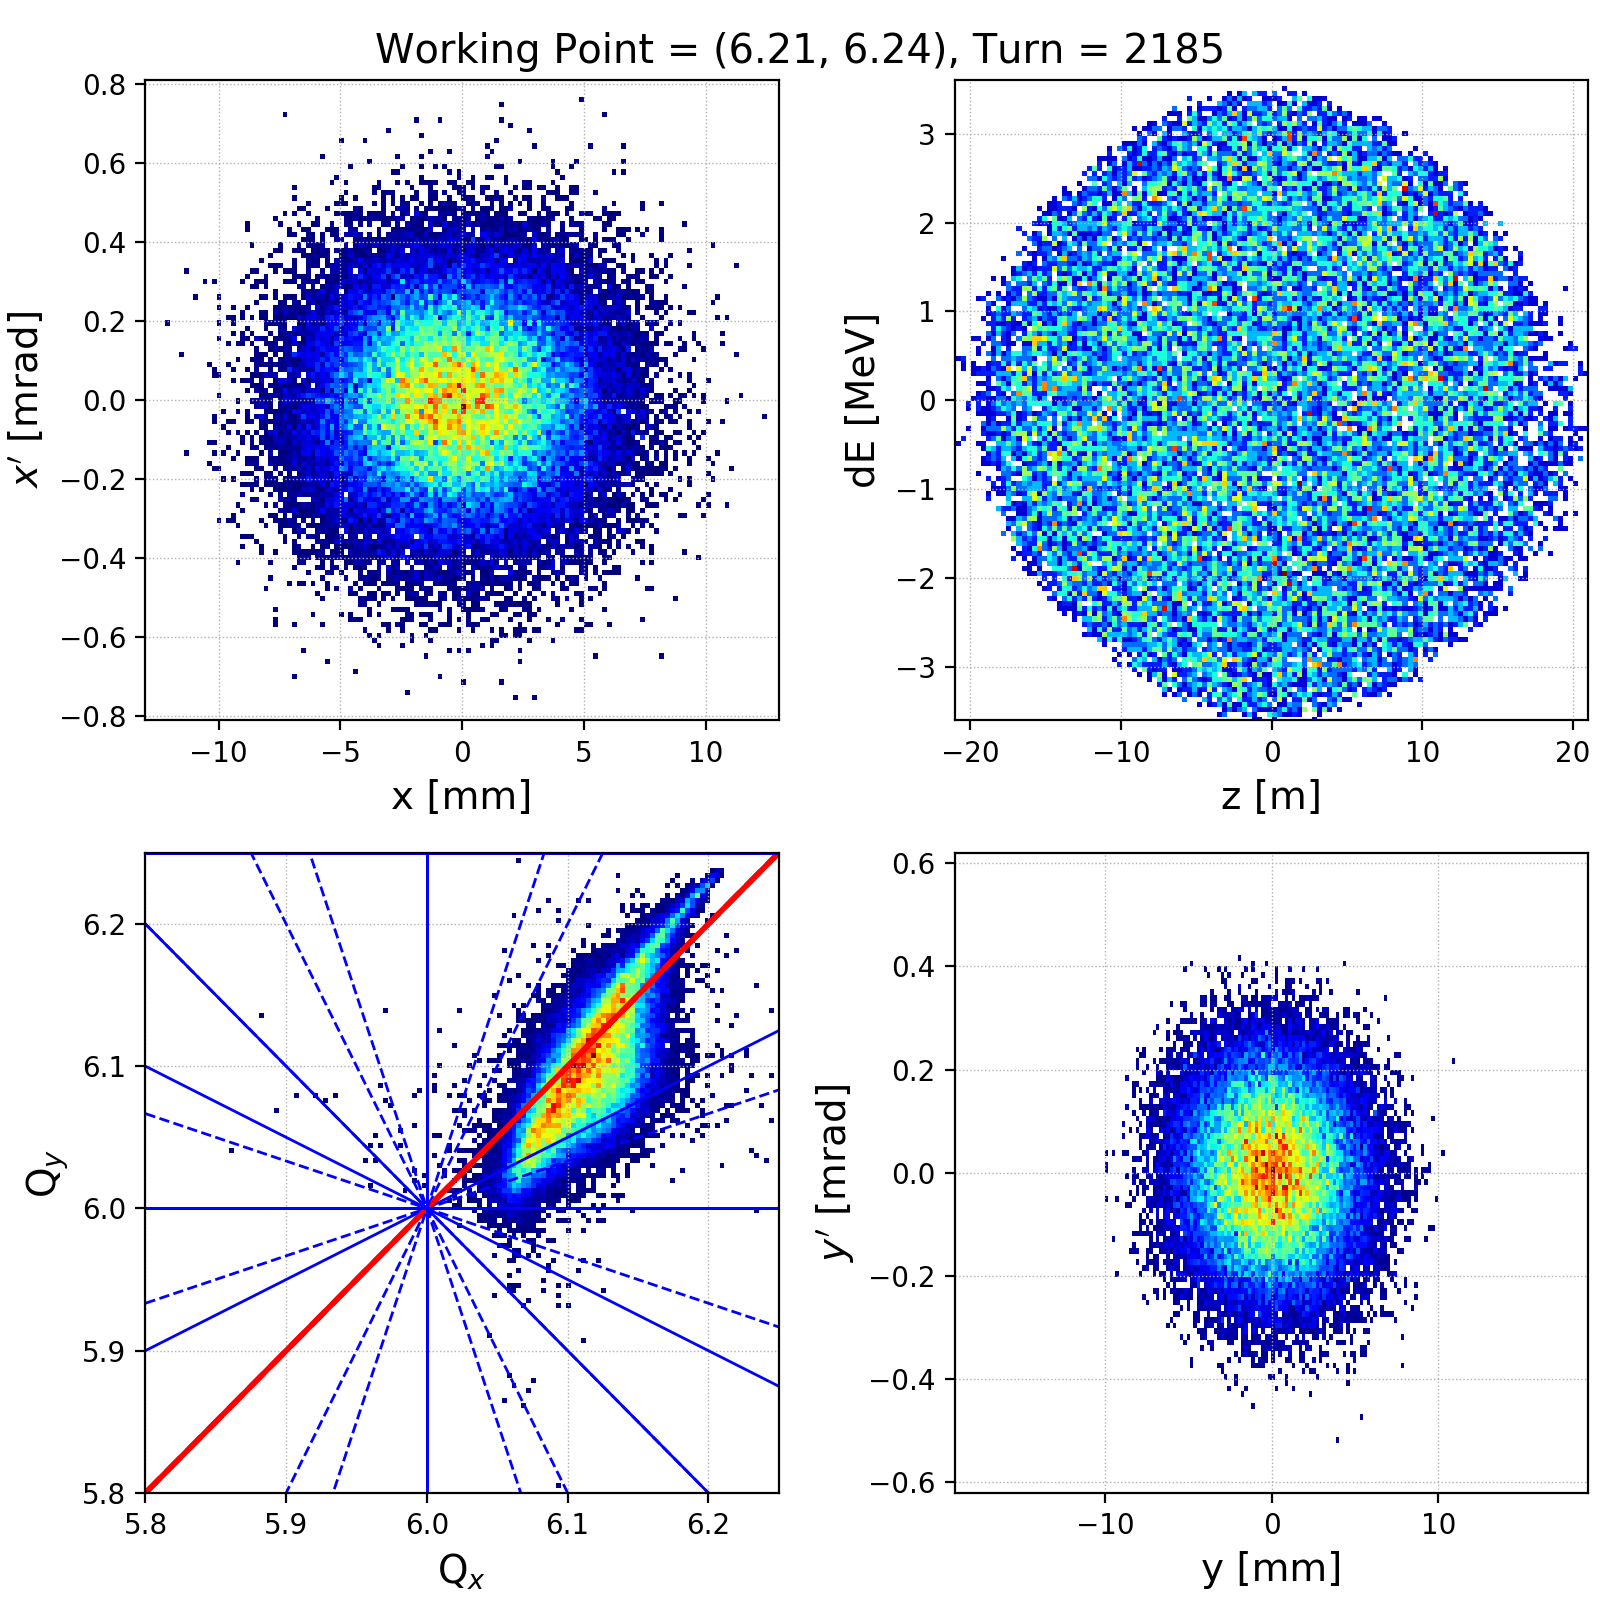 Working Point = (6.21, 6.24), Turn = 2185
0.8
0.6
0.4
0.2
0.0
−0.2
−0.4
−0.6
−0.8
x′ [mrad]
−10 −5 0 5 10
x [mm]
3
2
1
0
−1
−2
−3
dE [MeV]
−20 −10 0 10 20
z [m]
6.2
6.1
6.0
5.9
5.8
Qy
5.8 5.9 6.0 6.1 6.2
Qx
0.6
0.4
0.2
0.0
−0.2
−0.4
−0.6
y′ [mrad]
−10 0 10
y [mm]